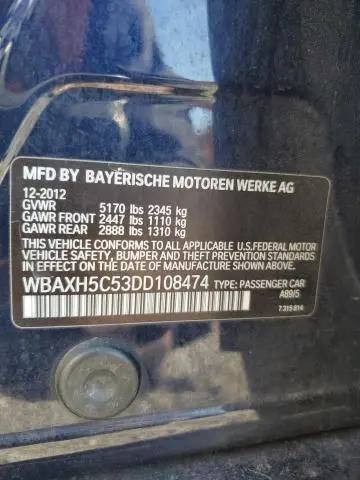 MFD BY BAYERISCHE MOTOREN WERKE AG
12-2012
GVWR 5170 lbs 2345 kg
GAWR FRONT 2447 lbs 1110 kg
GAWR REAR 2888 lbs 1310 kg
THIS VEHICLE CONFORMS TO ALL APPLICABLE U.S.FEDERAL MOTOR
VEHICLE SAFETY, BUMPER AND THEFT PREVENTION STANDARDS
IN EFFECT ON THE DATE OF MANUFACTURE SHOWN ABOVE.
WBAXH5C53DD108474 TYPE: PASSENGER CAR
A89/5
7 315 814